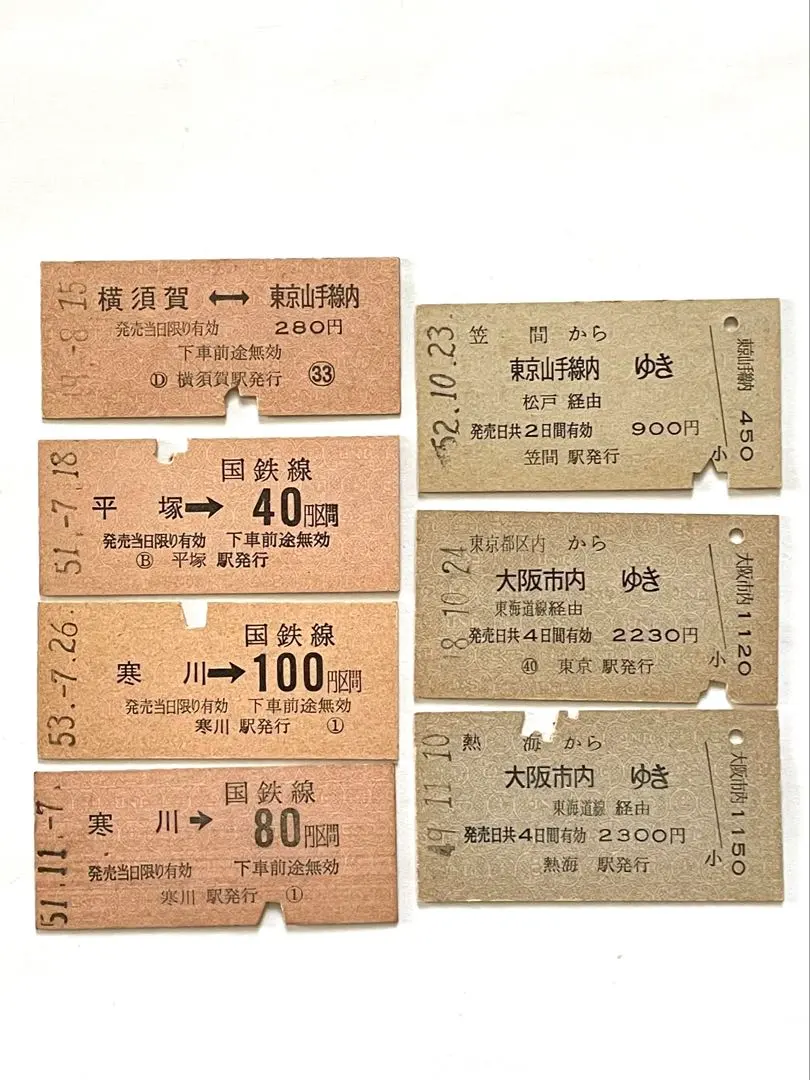 横須賀 ↔ 東京山手線内
発売当日限り有効 280円
下車前途無効
Ⓓ 横須賀駅発行 ㉝
-8.15
国鉄線
平塚 → 40円区間
発売当日限り有効 下車前途無効
Ⓑ 平塚 駅発行
51.-7.18
国鉄線
寒川 → 100円区間
発売当日限り有効 下車前途無効
寒川 駅発行 ①
53.-7.26
国鉄線
寒川 → 80円区間
発売当日限り有効 下車前途無効
寒川 駅発行 ①
51.11.-7
笠間から
東京山手線内 ゆき
松戸 経由
発売日共2日間有効 900円
笠間 駅発行
52.10.23
小
東京山手線内 450
東京都区内 から
大阪市内 ゆき
東海道線経由
発売日共4日間有効 2230円
㊵ 東京 駅発行
8.10.24
小
大阪市内 1120
熱海から
大阪市内 ゆき
東海道線 経由
発売日共4日間有効 2300円
熱海 駅発行
49.11.10
小
大阪市内 1150